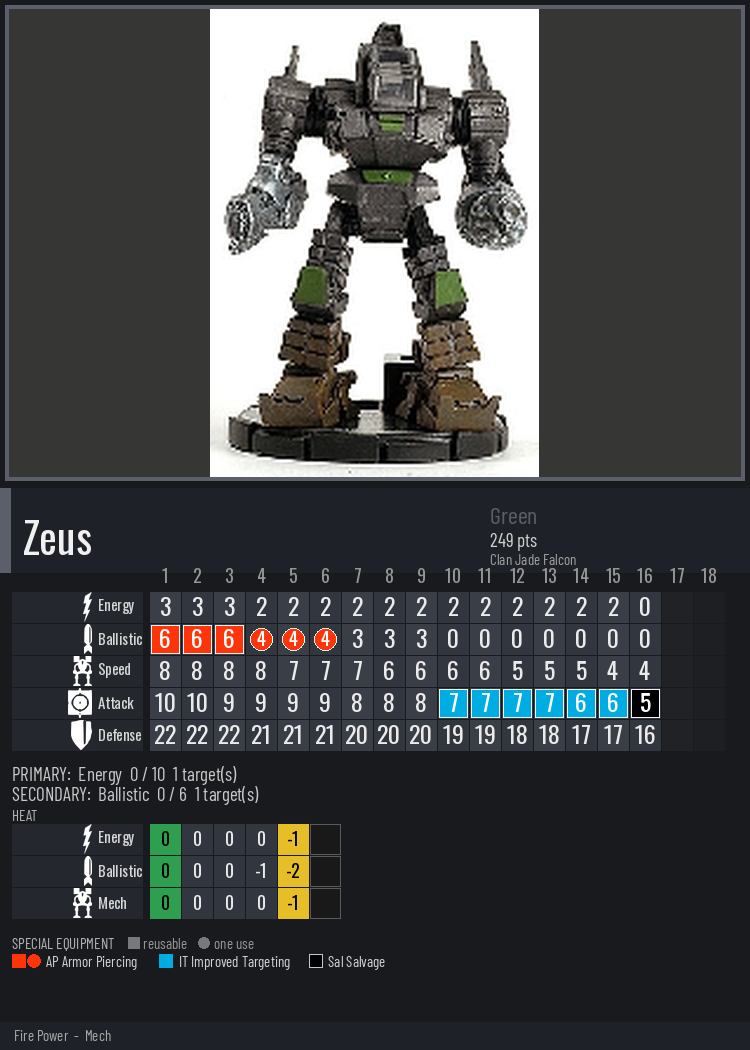 Zeus
Green
249 pts
Clan Jade Falcon
1 2 3 4 5 6 7 8 9 10 11 12 13 14 15 16 17 18
Energy 3 3 3 2 2 2 2 2 2 2 2 2 2 2 2 0
Ballistic 6 6 6 4 4 4 3 3 3 0 0 0 0 0 0 0
Speed 8 8 8 8 7 7 7 6 6 6 6 5 5 5 4 4
Attack 10 10 9 9 9 9 8 8 8 7 7 7 7 6 6 5
Defense 22 22 22 21 21 21 20 20 20 19 19 18 18 17 17 16
PRIMARY: Energy 0 / 10 1 target(s)
SECONDARY: Ballistic 0 / 6 1 target(s)
HEAT
Energy 0 0 0 0 -1
Ballistic 0 0 0 -1 -2
Mech 0 0 0 0 -1
SPECIAL EQUIPMENT reusable one use
AP Armor Piercing IT Improved Targeting Sal Salvage
Fire Power - Mech